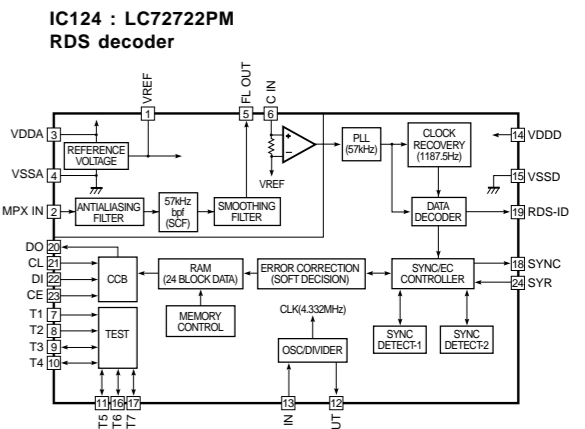 IC124 : LC72722PM
RDS decoder
VREF
FL OUT
C IN
1
5
6
VDDA 3
REFERENCE
VOLTAGE
VSSA 4
VREF
PLL
(57kHz)
CLOCK
RECOVERY
(1187.5Hz)
14 VDDD
15 VSSD
MPX IN 2
ANTIALIASING
FILTER
57kHz
bpf
(SCF)
SMOOTHING
FILTER
DATA
DECODER
19 RDS-ID
DO 20
CL 21
DI 22
CE 23
CCB
RAM
(24 BLOCK DATA)
ERROR CORRECTION
(SOFT DECISION)
SYNC/EC
CONTROLLER
18 SYNC
24 SYR
T1 7
T2 8
T3 9
T4 10
TEST
MEMORY
CONTROL
CLK(4.332MHz)
OSC/DIVIDER
SYNC
DETECT-1
SYNC
DETECT-2
11 16 17
13
12
T5
T6
T7
IN
UT